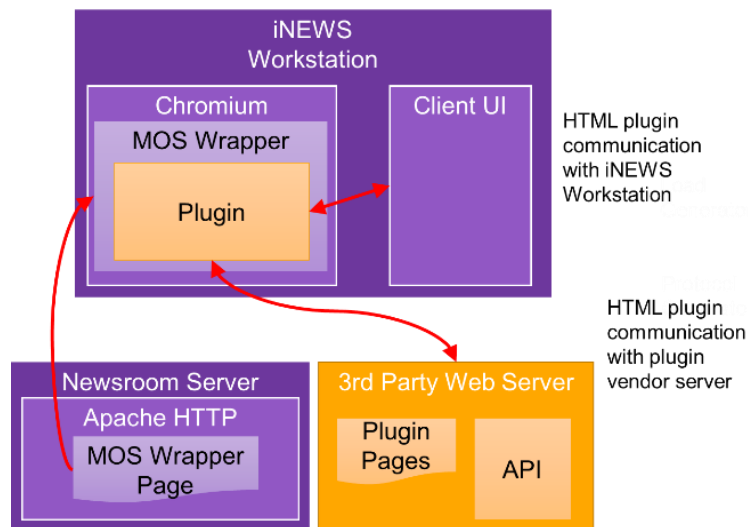 iNEWS
Workstation
Chromium
Client UI
MOS Wrapper
Plugin
HTML plugin
communication
with iNEWS
Workstation
HTML plugin
communication
with plugin
vendor server
Newsroom Server
Apache HTTP
MOS Wrapper
Page
3rd Party Web Server
Plugin
Pages
API